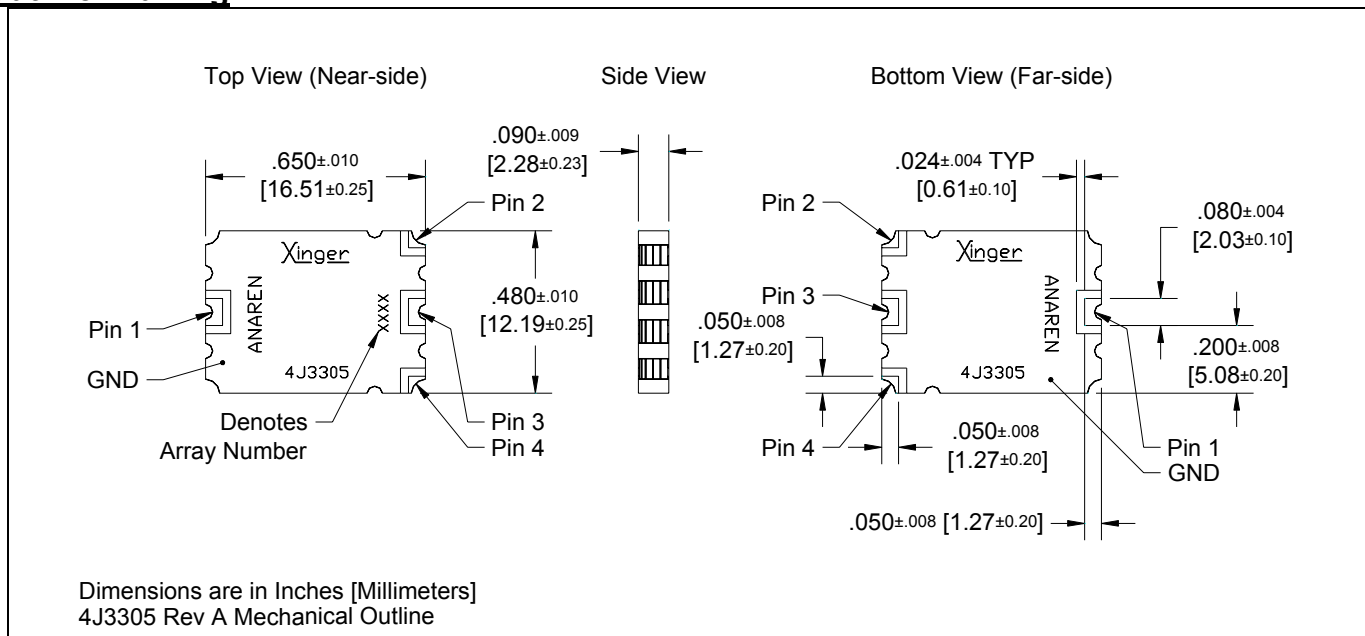 Top View (Near-side)
Side View
Bottom View (Far-side)
.650±.010
[16.51±0.25]
.090±.009
[2.28±0.23]
Pin 2
Xinger
ANAREN
XXXX
4J3305
Pin 1
GND
Denotes
Array Number
.480±.010
[12.19±0.25]
Pin 3
Pin 4
.024±.004 TYP
[0.61±0.10]
Pin 2
.080±.004
[2.03±0.10]
Xinger
ANAREN
4J3305
Pin 3
.050±.008
[1.27±0.20]
.200±.008
[5.08±0.20]
Pin 4
.050±.008
[1.27±0.20]
Pin 1
GND
.050±.008 [1.27±0.20]
Dimensions are in Inches [Millimeters]
4J3305 Rev A Mechanical Outline